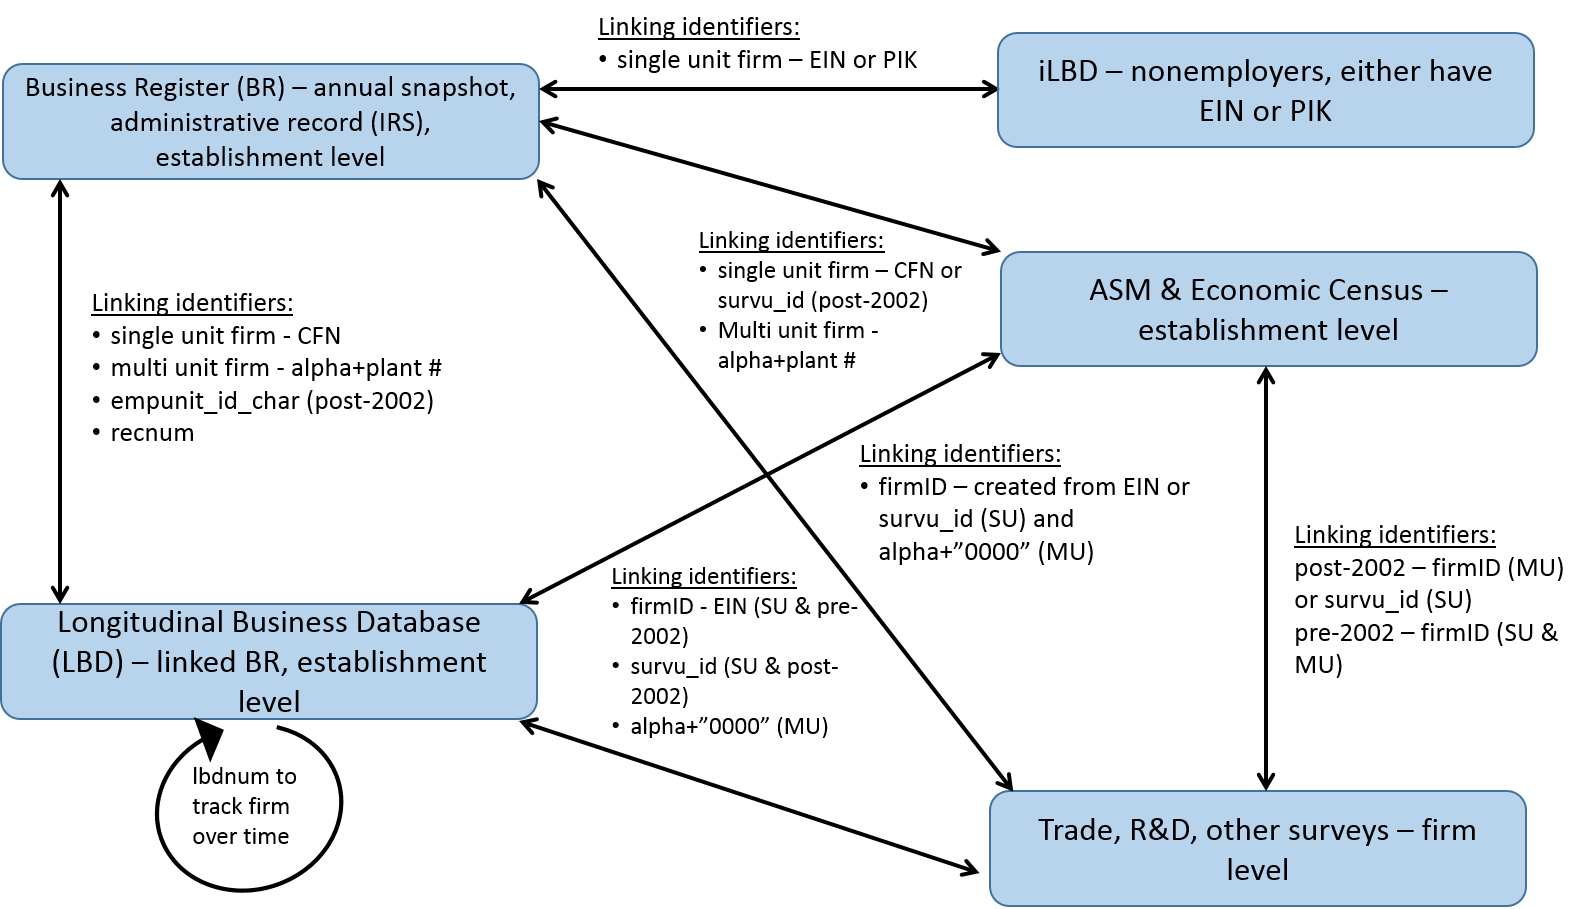 Linking identifiers:
• single unit firm – EIN or PIK
Business Register (BR) – annual snapshot,
administrative record (IRS),
establishment level
iLBD – nonemployers, either have
EIN or PIK
Linking identifiers:
• single unit firm – CFN or
survu_id (post-2002)
• Multi unit firm -
alpha+plant #
ASM & Economic Census –
establishment level
Linking identifiers:
• single unit firm - CFN
• multi unit firm - alpha+plant #
• empunit_id_char (post-2002)
• recnum
Linking identifiers:
• firmID – created from EIN or
survu_id (SU) and
alpha+”0000” (MU)
Linking identifiers:
post-2002 – firmID (MU)
or survu_id (SU)
pre-2002 – firmID (SU &
MU)
Linking identifiers:
• firmID - EIN (SU & pre-
2002)
• survu_id (SU & post-
2002)
• alpha+”0000” (MU)
Longitudinal Business Database
(LBD) – linked BR, establishment
level
lbdnum to
track firm
over time
Trade, R&D, other surveys – firm
level